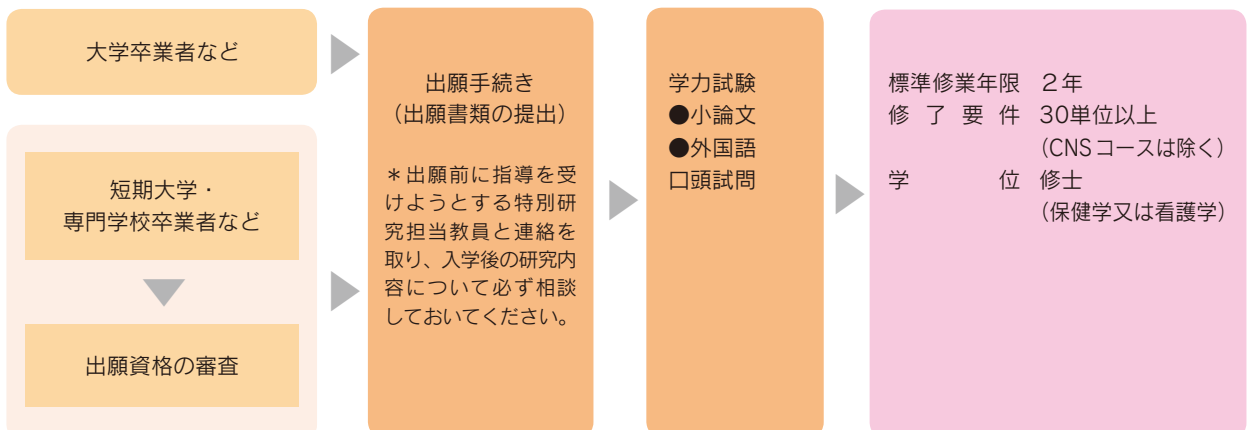 大学卒業者など
短期大学・
専門学校卒業者など
出願資格の審査
出願手続き
（出願書類の提出）
＊出願前に指導を受
けようとする特別研
究担当教員と連絡を
取り、入学後の研究内
容について必ず相談
しておいてください。
学力試験
●小論文
●外国語
口頭試問
標準修業年限 2年
修了要件 30単位以上
（CNSコースは除く）
学位 修士
（保健学又は看護学）